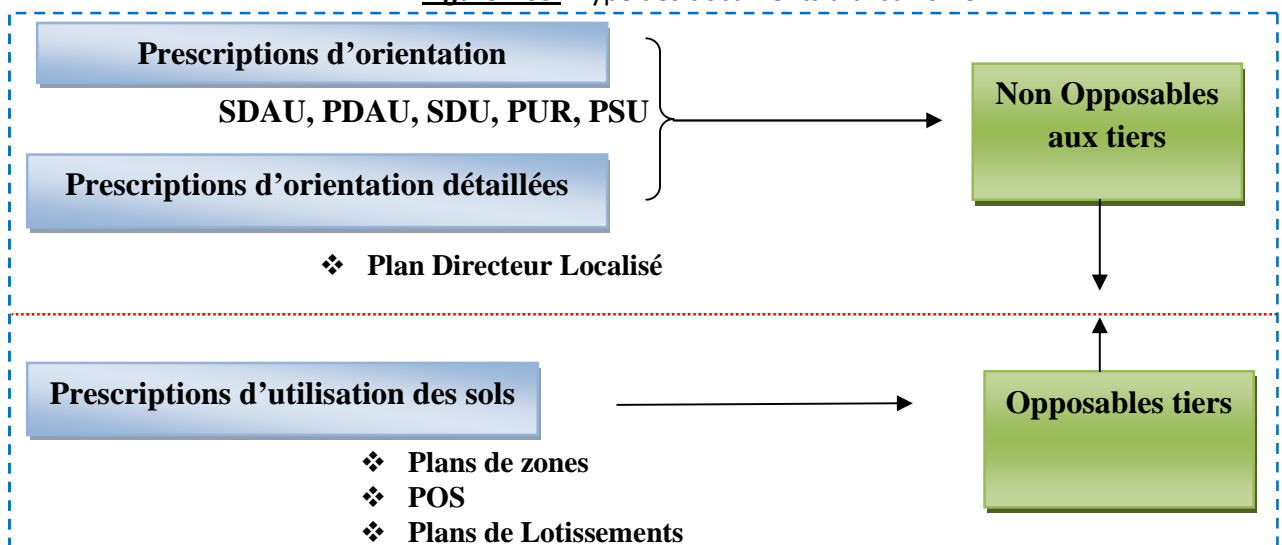 Prescriptions d’orientation
SDAU, PDAU, SDU, PUR, PSU
Prescriptions d’orientation détaillées
❖ Plan Directeur Localisé
Non Opposables
aux tiers
Prescriptions d’utilisation des sols
❖ Plans de zones
❖ POS
❖ Plans de Lotissements
Opposables tiers